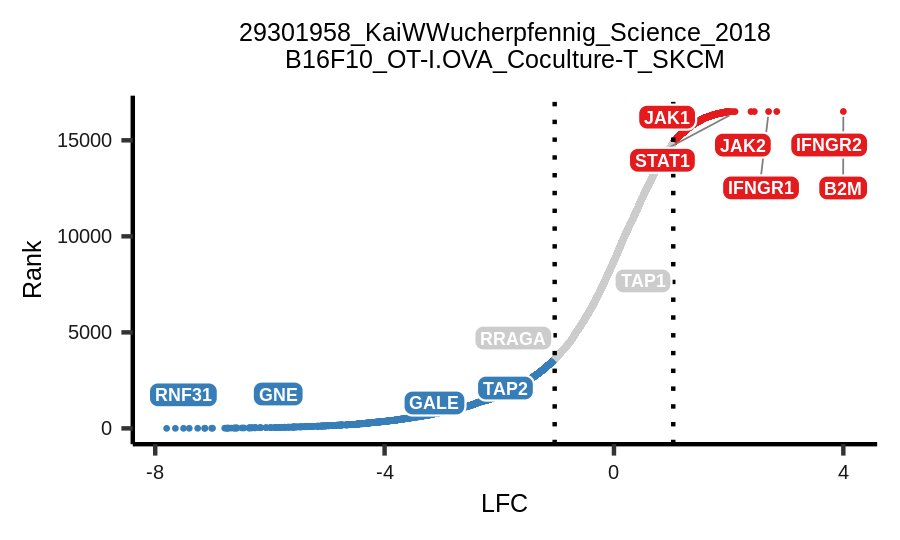 29301958_KaiWWucherpfennig_Science_2018
B16F10_OT-I.OVA_Coculture-T_SKCM
Rank
15000
10000
5000
0
JAK1
STAT1
JAK2
IFNGR2
IFNGR1
B2M
TAP1
RRAGA
RNF31
GNE
GALE
TAP2
-8
-4
0
4
LFC